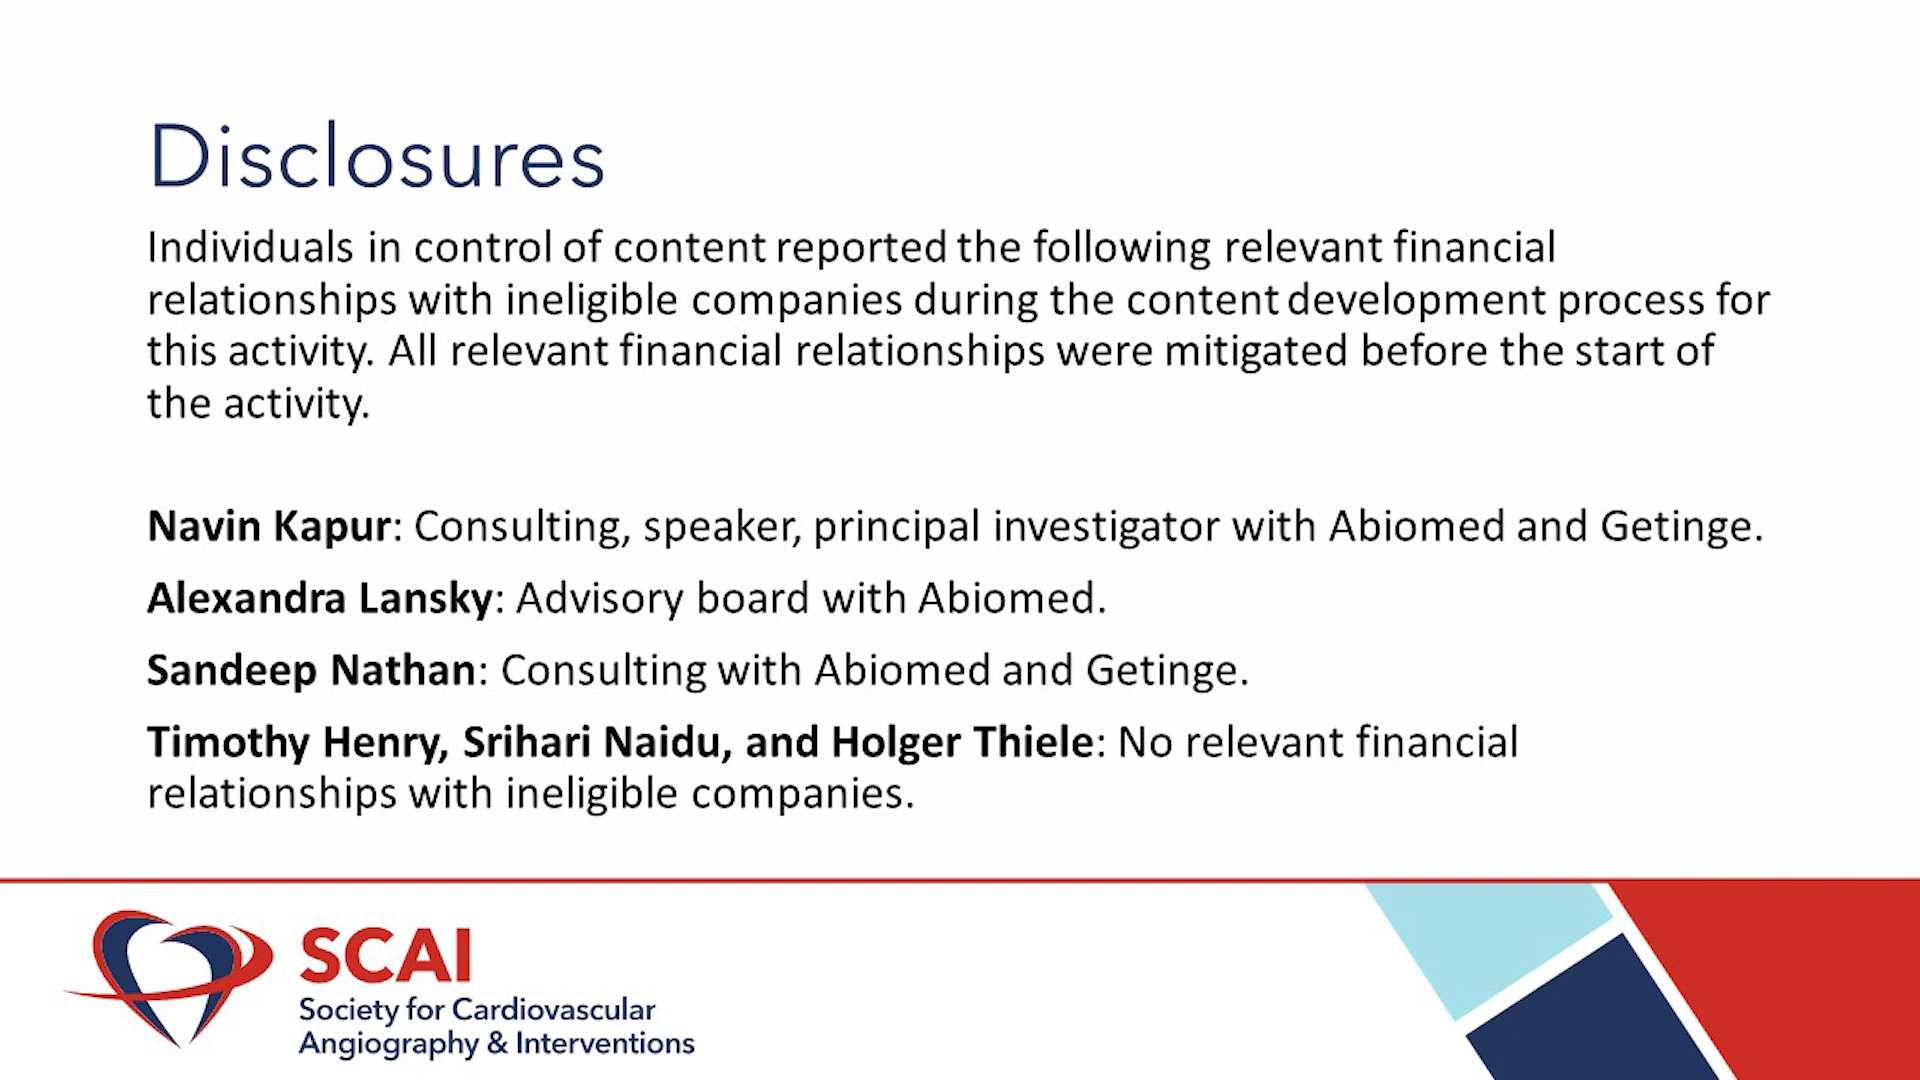 Disclosures
Individuals in control of content reported the following relevant financial
relationships with ineligible companies during the content development process for
this activity. All relevant financial relationships were mitigated before the start of
the activity.
Navin Kapur: Consulting, speaker, principal investigator with Abiomed and Getinge.
Alexandra Lansky: Advisory board with Abiomed.
Sandeep Nathan: Consulting with Abiomed and Getinge.
Timothy Henry, Srihari Naidu, and Holger Thiele: No relevant financial
relationships with ineligible companies.
SCAI
Society for Cardiovascular
Angiography & Interventions